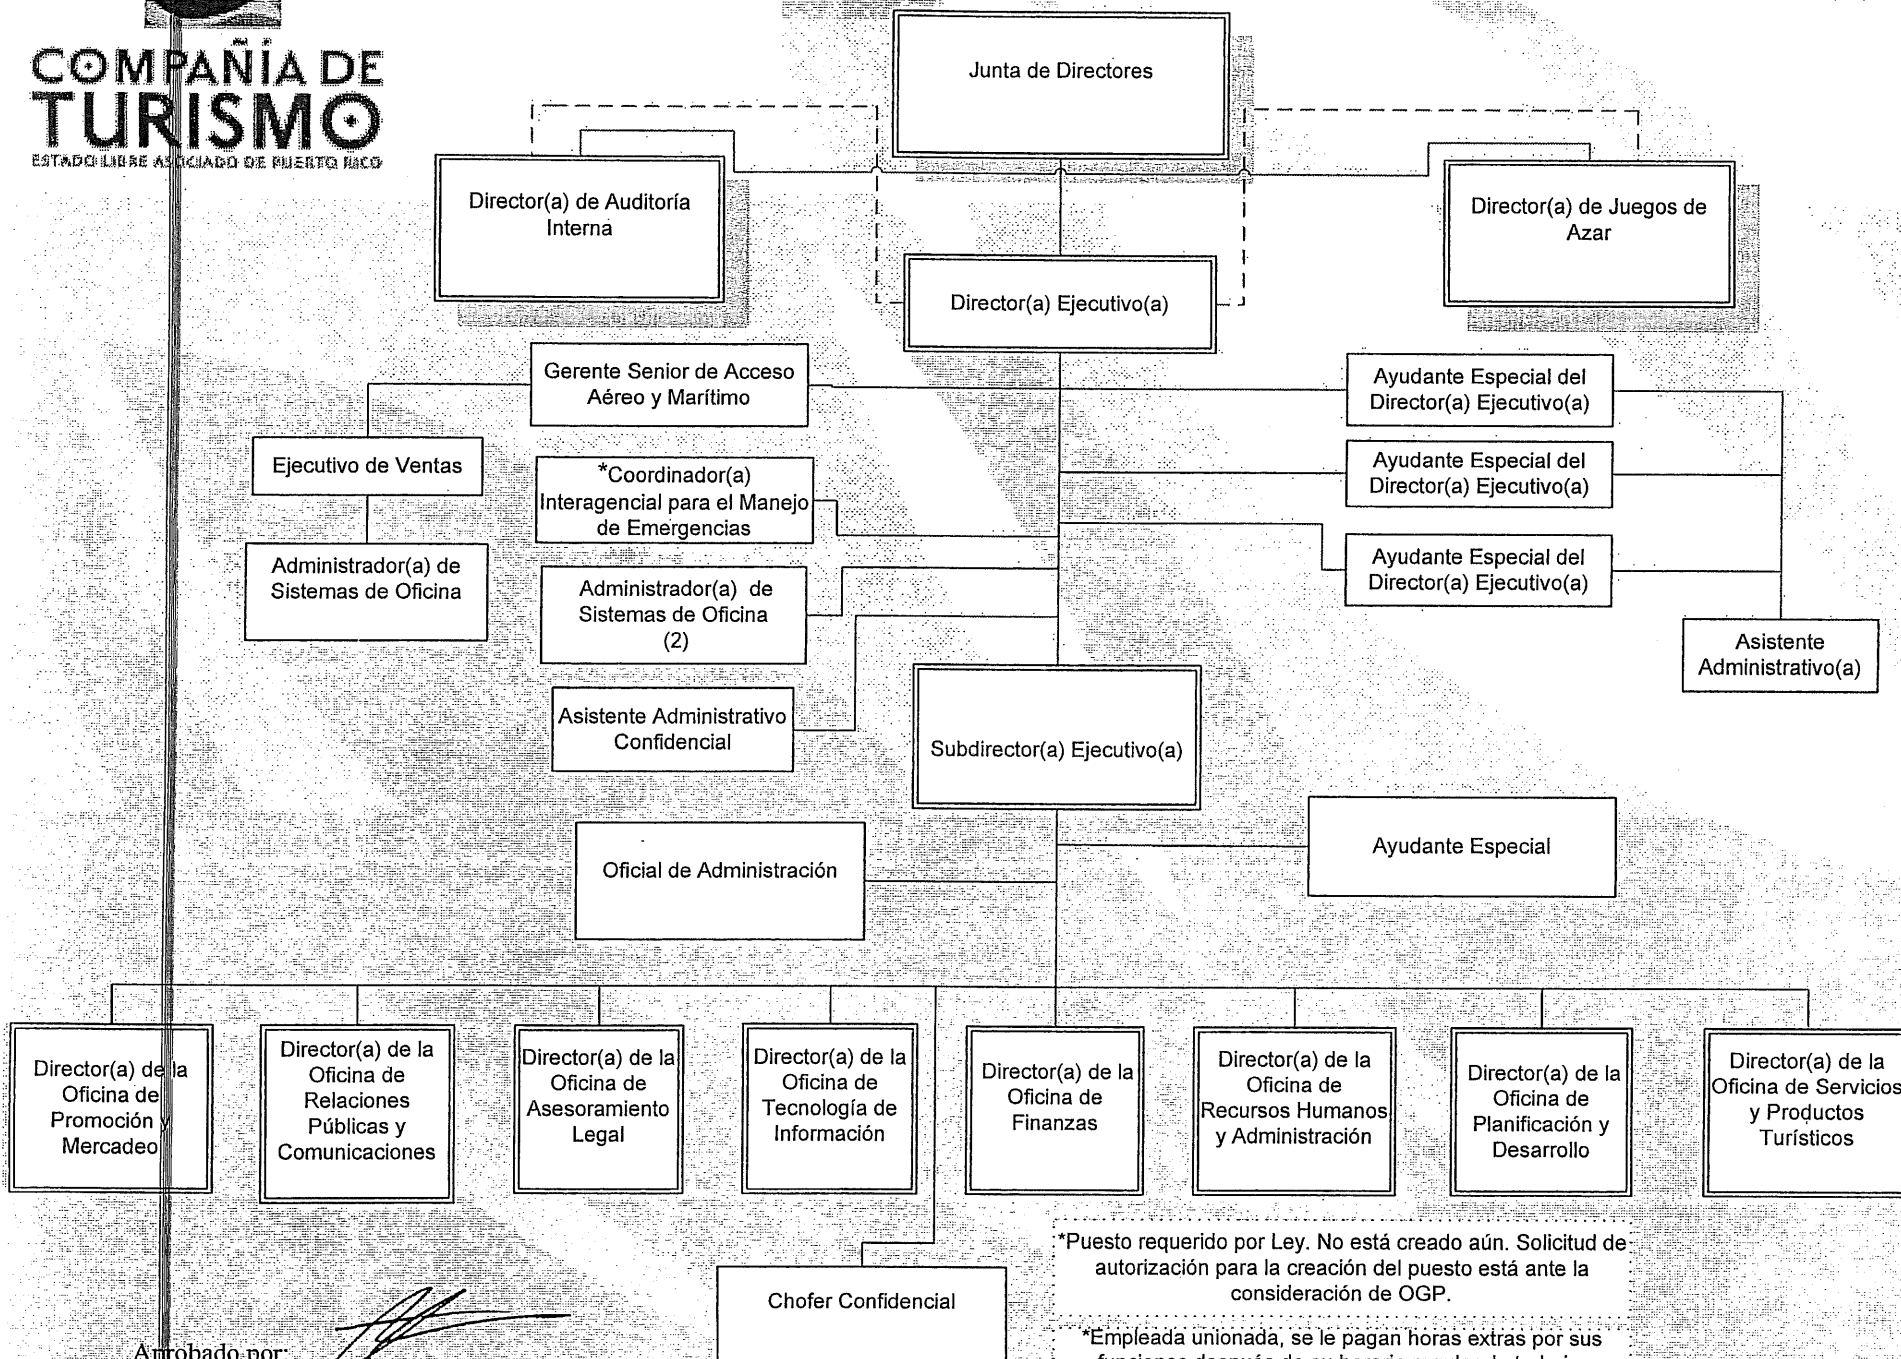 COMPAÑÍA DE
TURISMO
ESTADO LIBRE ASOCIADO DE PUERTO RICO
Junta de Directores
Director(a) de Auditoría
Interna
Director(a) de Juegos de
Azar
Director(a) Ejecutivo(a)
Gerente Senior de Acceso
Aéreo y Marítimo
Ayudante Especial del
Director(a) Ejecutivo(a)
Ejecutivo de Ventas
*Coordinador(a)
Interagencial para el Manejo
de Emergencias
Ayudante Especial del
Director(a) Ejecutivo(a)
Administrador(a) de
Sistemas de Oficina
Administrador(a) de
Sistemas de Oficina
(2)
Ayudante Especial del
Director(a) Ejecutivo(a)
Asistente
Administrativo(a)
Asistente Administrativo
Confidencial
Subdirector(a) Ejecutivo(a)
Oficial de Administración
Ayudante Especial
Director(a) de la
Oficina de
Promoción y
Mercadeo
Director(a) de la
Oficina de
Relaciones
Públicas y
Comunicaciones
Director(a) de la
Oficina de
Asesoramiento
Legal
Director(a) de la
Oficina de
Tecnología de
Información
Director(a) de la
Oficina de
Finanzas
Director(a) de la
Oficina de
Recursos Humanos
y Administración
Director(a) de la
Oficina de
Planificación y
Desarrollo
Director(a) de la
Oficina de Servicios
y Productos
Turísticos
*Puesto requerido por Ley. No está creado aún. Solicitud de
autorización para la creación del puesto está ante la
consideración de OGP.
Chofer Confidencial
*Empleada unionada, se le pagan horas extras por sus
Aprobado por: